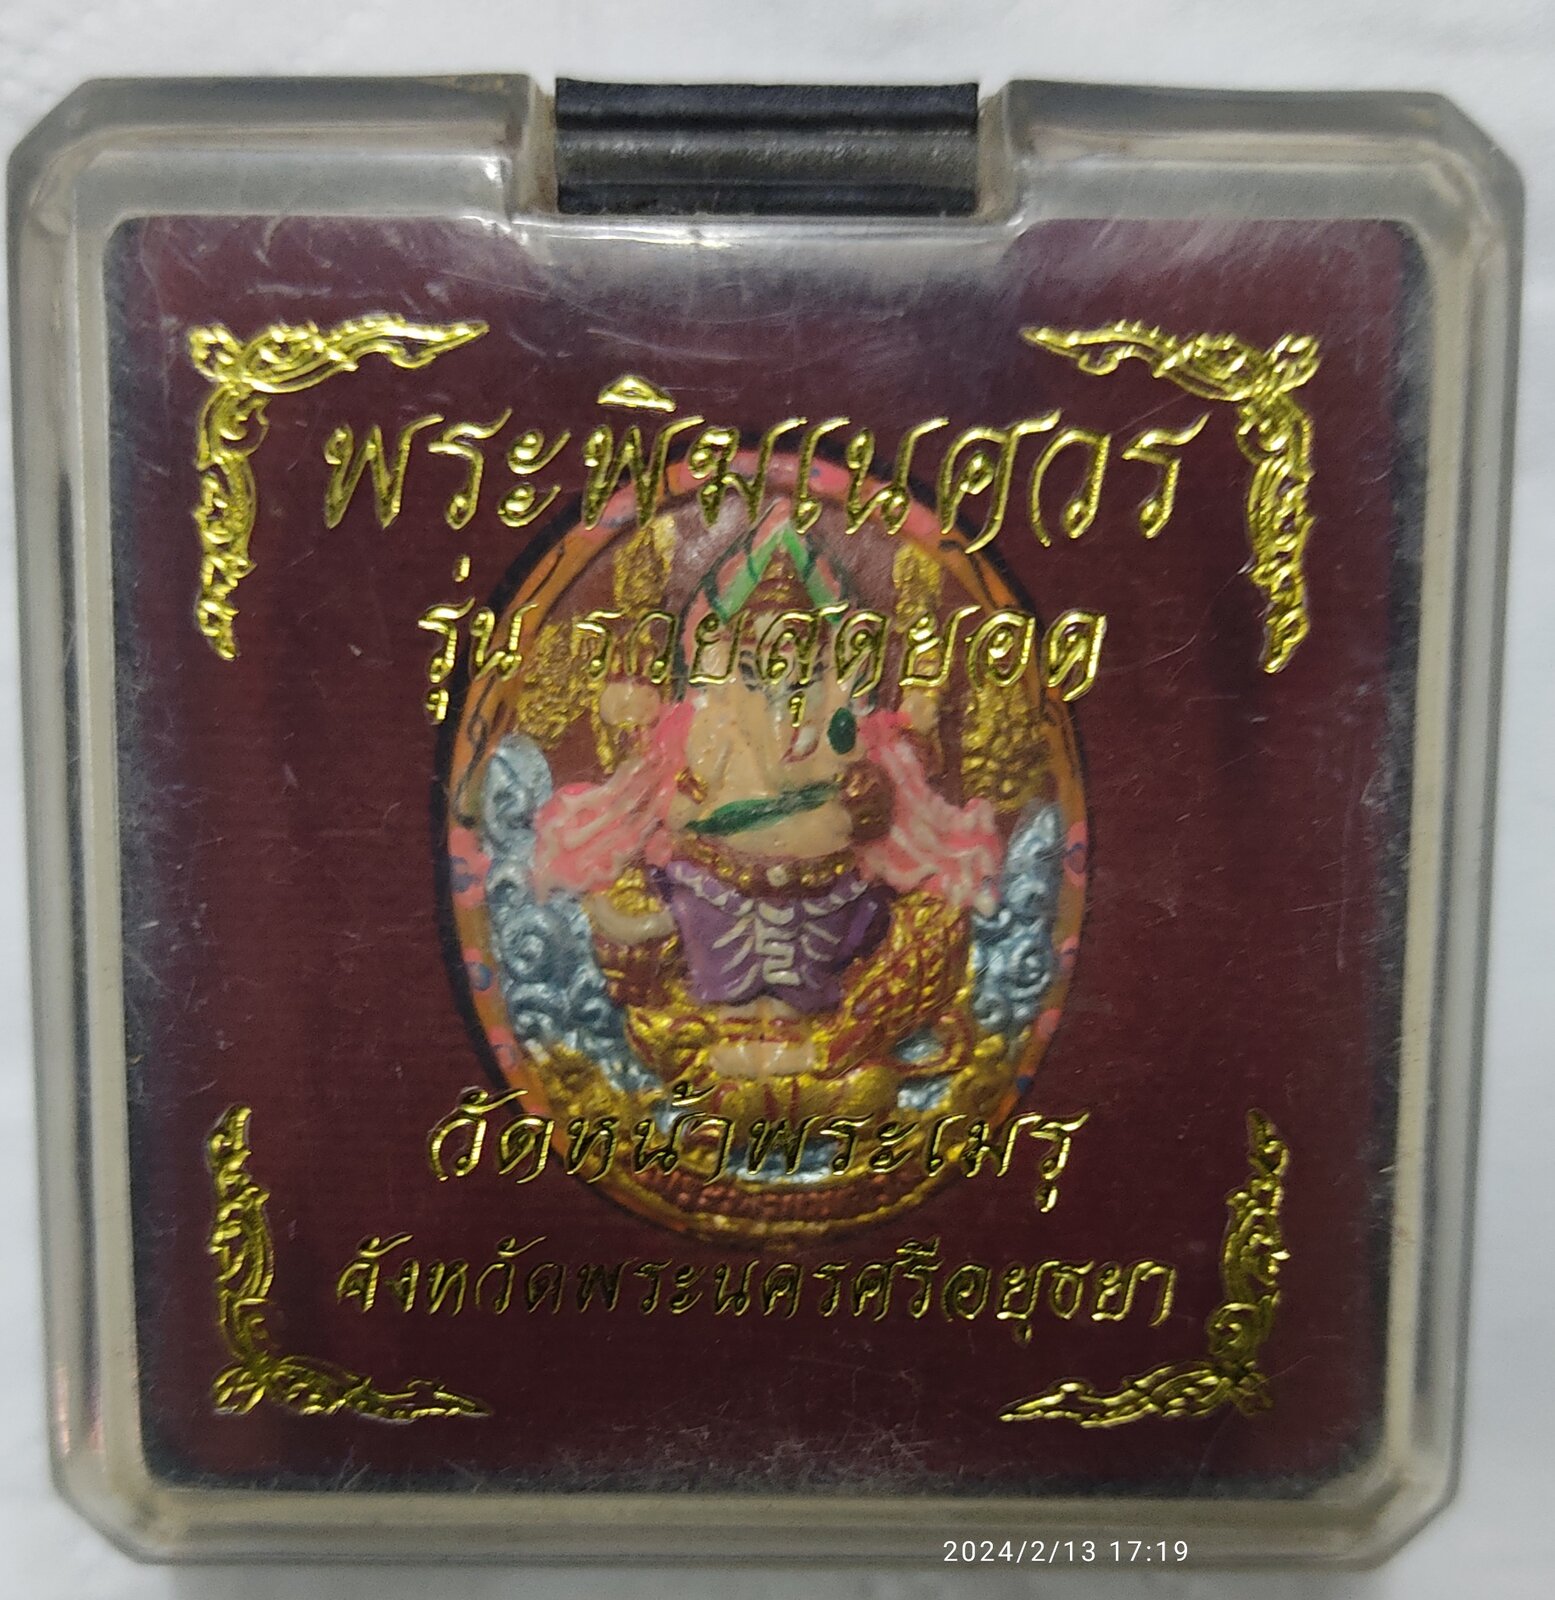 พระพิฆเนศวร
รุ่น รวยสุดยอด
วัดหน้าพระเมรุ
จังหวัดพระนครศรีอยุธยา
2024/2/13 17:19